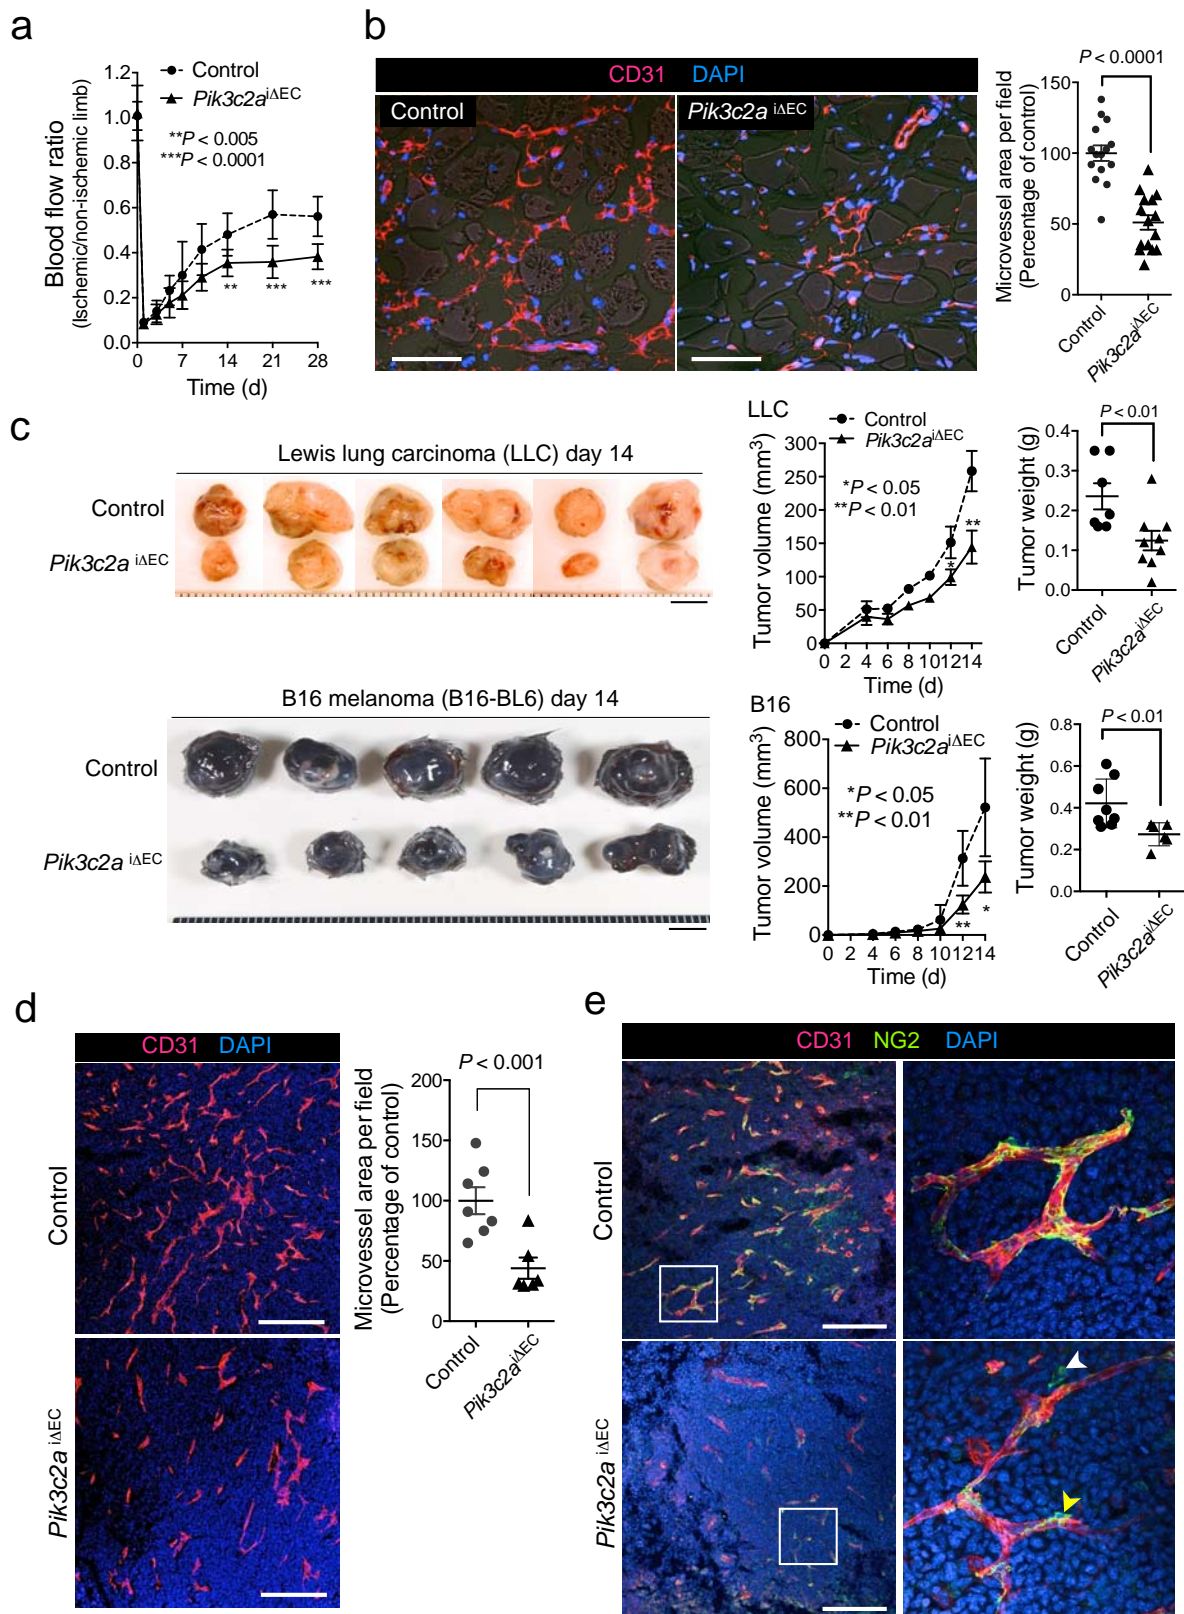 a
Control
Pik3c2a iΔEC
**P < 0.005
***P < 0.0001
Blood flow ratio
(Ischemic/non-ischemic limb)
1.2
1.0
0.8
0.6
0.4
0.2
0.0
** *** ***
0 7 14 21 28
Time (d)
b
CD31 DAPI
Control
Pik3c2a iΔEC
P < 0.0001
Microvessel area per field
(Percentage of control)
150
100
50
0
Control
Pik3c2a iΔEC
c
Lewis lung carcinoma (LLC) day 14
Control
Pik3c2a iΔEC
LLC
Control
Pik3c2a iΔEC
*P < 0.05
**P < 0.01
Tumor volume (mm3)
300
250
200
150
100
50
0
* **
0 2 4 6 8 10 12 14
Time (d)
P < 0.01
Tumor weight (g)
0.4
0.3
0.2
0.1
0.0
Control
Pik3c2a iΔEC
B16 melanoma (B16-BL6) day 14
Control
Pik3c2a iΔEC
B16
Control
Pik3c2a iΔEC
*P < 0.05
**P < 0.01
Tumor volume (mm3)
800
600
400
200
0
** *
0 2 4 6 8 10 12 14
Time (d)
P < 0.01
Tumor weight (g)
0.8
0.6
0.4
0.2
0.0
Control
Pik3c2a iΔEC
d
CD31 DAPI
Control
Pik3c2a iΔEC
P < 0.001
Microvessel area per field
(Percentage of control)
200
150
100
50
0
Control
Pik3c2a iΔEC
e
CD31 NG2 DAPI
Control
Pik3c2a iΔEC